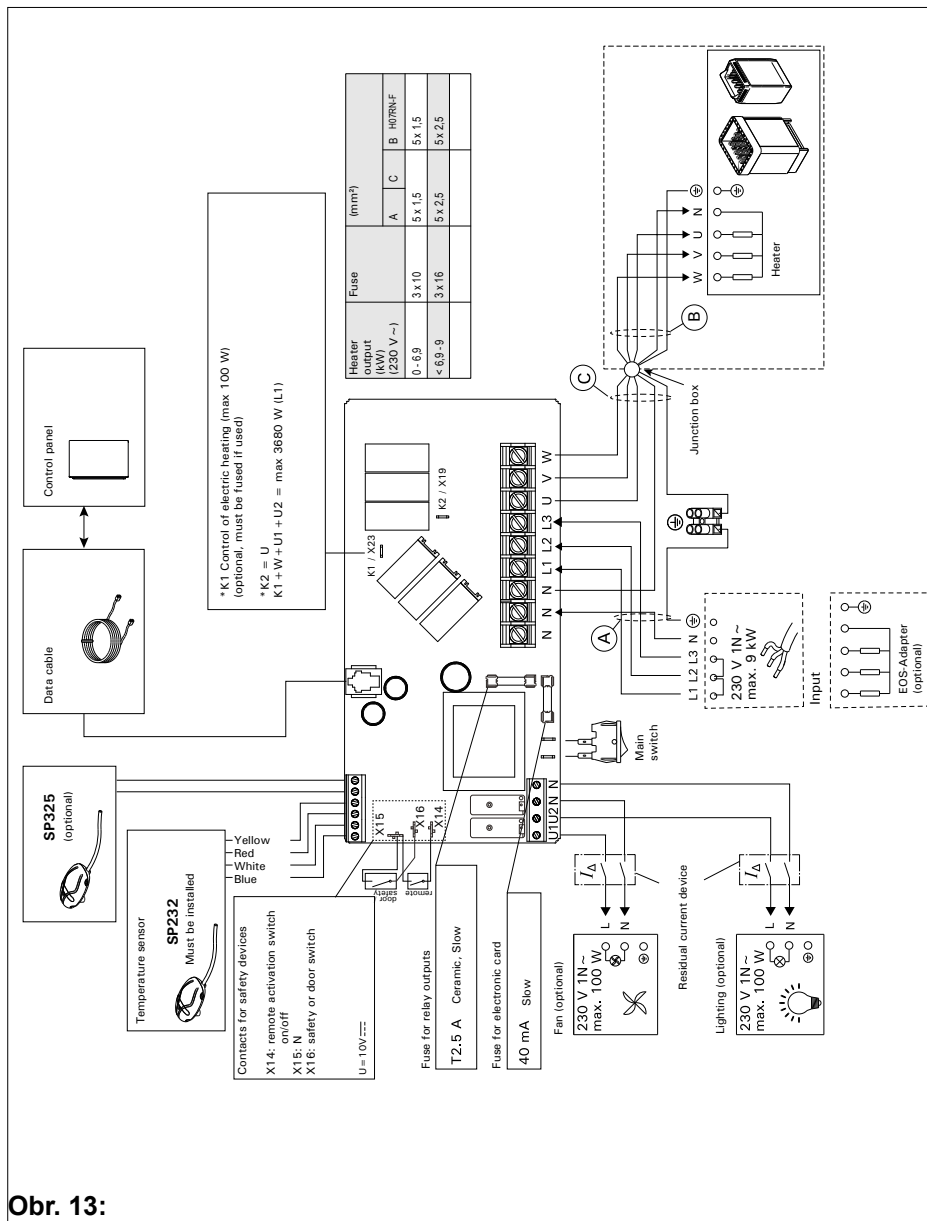 Control panel
Data cable
SP325
(optional)
Temperature sensor
SP232
Must be installed
Yellow
Red
White
Blue
Contacts for safety devices
X14: remote activation switch
on/off
X15: N
X16: safety or door switch
U=10V
Fuse for relay outputs
T2.5 A Ceramic, Slow
Fuse for electronic card
40 mA Slow
*K1 Control of electric heating (max 100 W)
(optional, must be fused if used)
*K2 = U
K1+W+U1+U2 = max 3680 W (L1)
Heater
output
(kW)
(230 V ~)
Fuse
(mm²)
A
C
B H07RN-F
0 - 6,9
3 x 10
5 x 1,5
5 x 1,5
< 6,9 - 9
3 x 16
5 x 2,5
5 x 2,5
K1 / X23
K2 / X19
X15
X16
X14
door
safety
remote
U1 U2 N N
N N N L1 L2 L3 U V W
Main
switch
Fan (optional)
230 V 1N~
max. 100 W
L
N
IΔ
Residual current device
Lighting (optional)
230 V 1N~
max. 100 W
L
N
IΔ
A
L1 L2 L3 N
230 V 1N~
max. 9 kW
Input
EOS-Adapter
(optional)
C
B
Junction box
W V U N
Heater
Obr. 13: